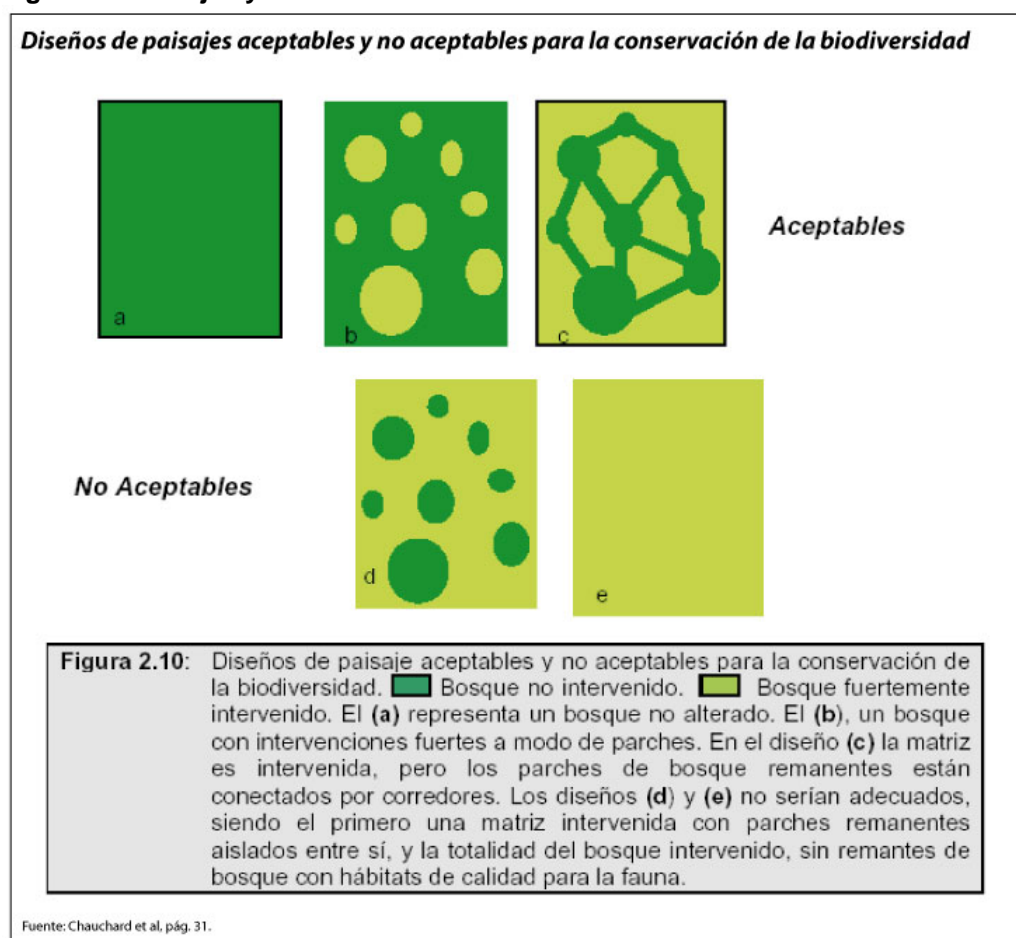 Diseños de paisajes aceptables y no aceptables para la conservación de la biodiversidad
a
b
c
Aceptables
No Aceptables
d
e
Figura 2.10: Diseños de paisaje aceptables y no aceptables para la conservación de
la biodiversidad. Bosque no intervenido. Bosque fuertemente
intervenido. El (a) representa un bosque no alterado. El (b), un bosque
con intervenciones fuertes a modo de parches. En el diseño (c) la matriz
es intervenida, pero los parches de bosque remanentes están
conectados por corredores. Los diseños (d) y (e) no serían adecuados,
siendo el primero una matriz intervenida con parches remanentes
aislados entre sí, y la totalidad del bosque intervenido, sin remantes de
bosque con hábitats de calidad para la fauna.
Fuente: Chauchard et al, pág. 31.